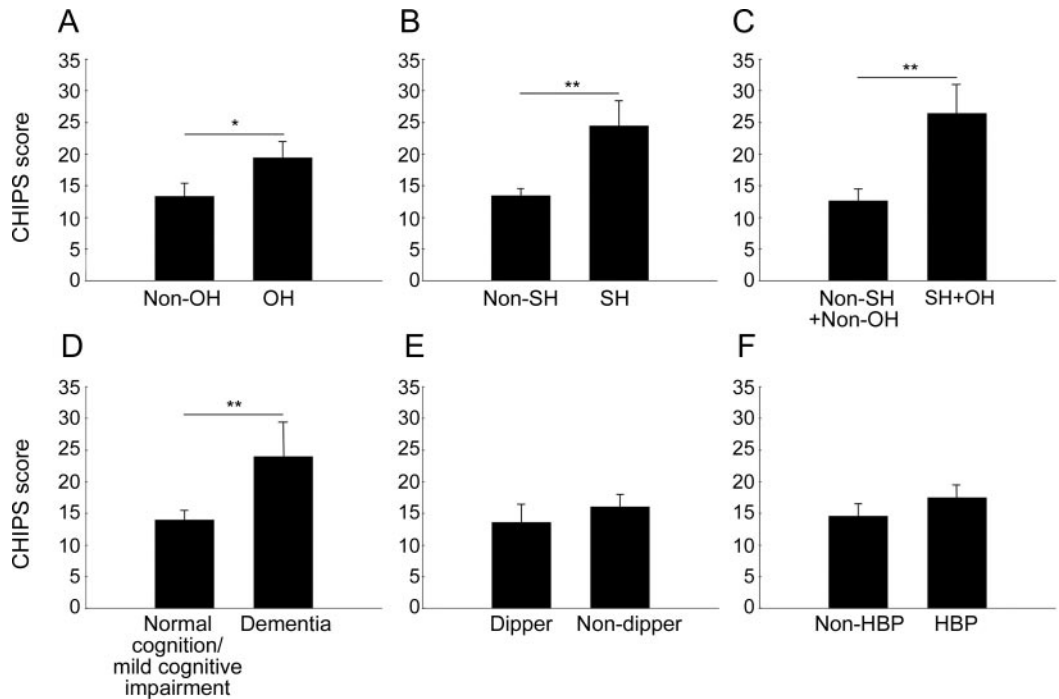 A
B
C
CHIPS score
35
30
25
20
15
10
5
0
*
Non-OH
OH
35
30
25
20
15
10
5
0
**
Non-SH
SH
35
30
25
20
15
10
5
0
**
Non-SH
+Non-OH
SH+OH
D
E
F
CHIPS score
35
30
25
20
15
10
5
0
**
Normal
cognition/
mild cognitive
impairment
Dementia
35
30
25
20
15
10
5
0
Dipper
Non-dipper
35
30
25
20
15
10
5
0
Non-HBP
HBP